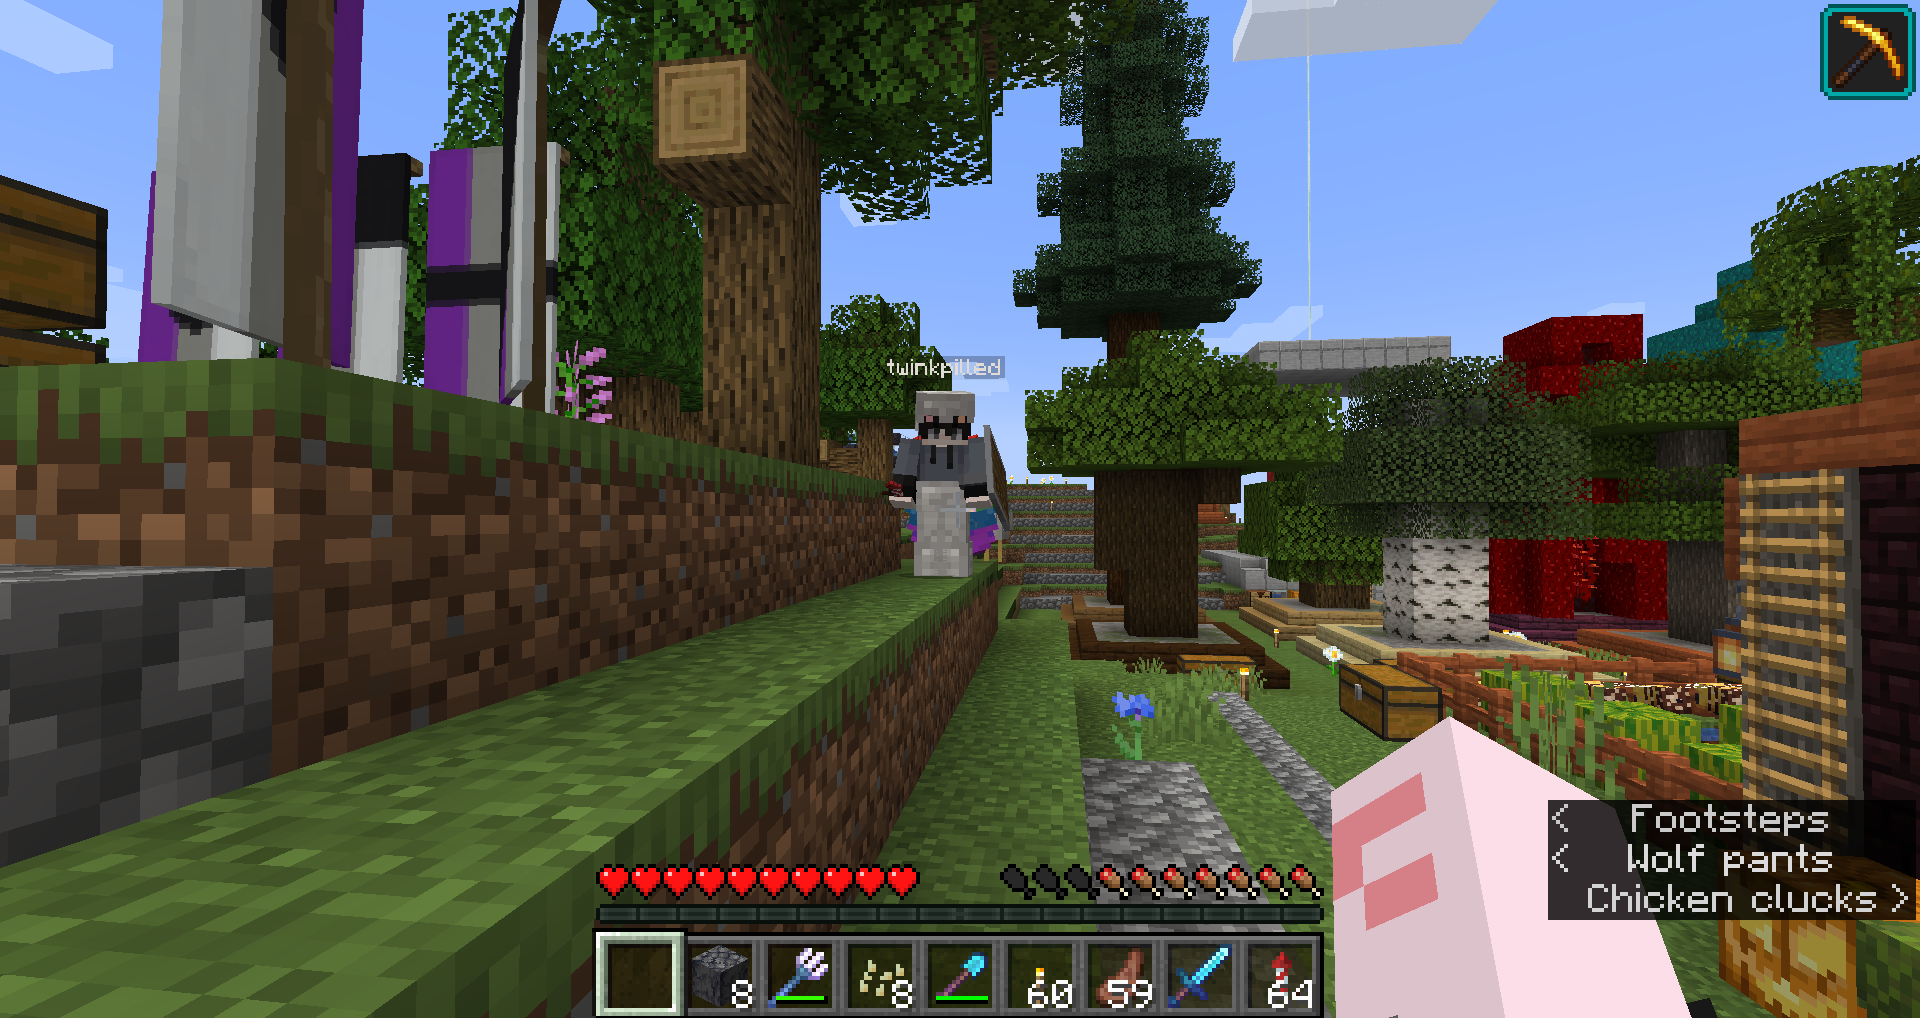 twinkpilled
< Footsteps
< Wolf pants
Chicken clucks >
8
8
60
59
64